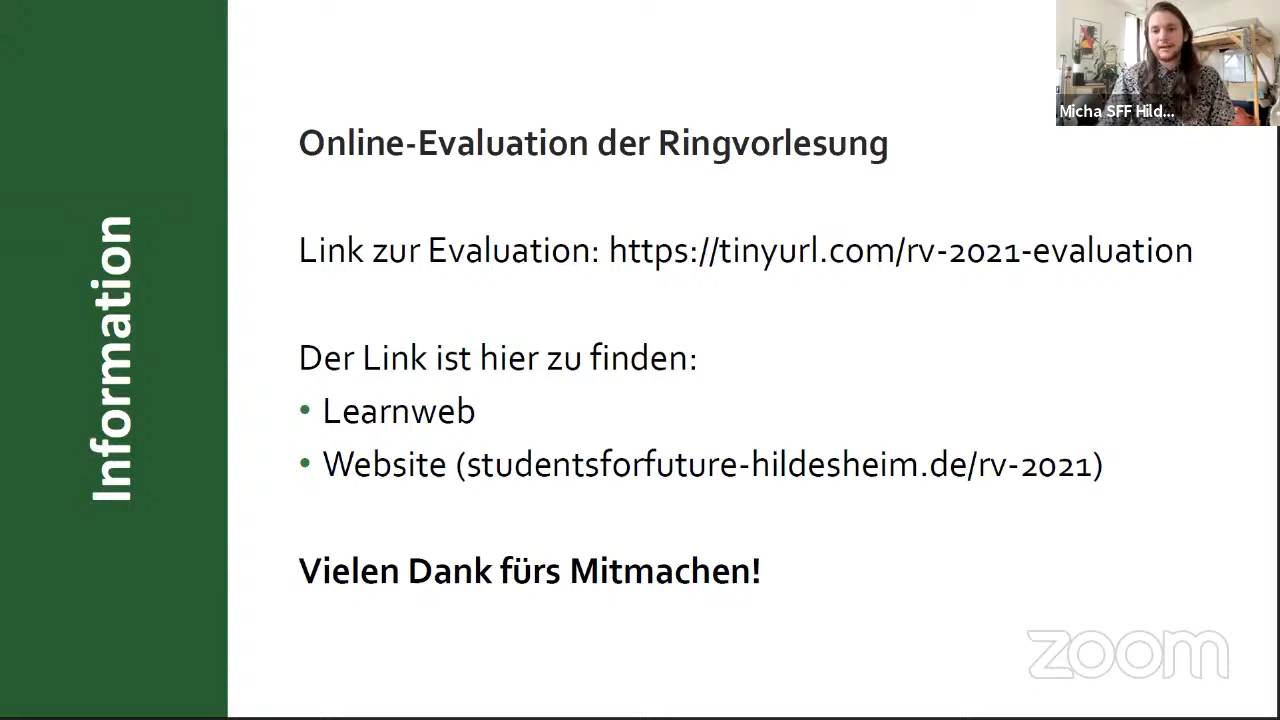 Information
Online-Evaluation der Ringvorlesung
Link zur Evaluation: https://tinyurl.com/rv-2021-evaluation
Der Link ist hier zu finden:
• Learnweb
• Website (studentsforfuture-hildesheim.de/rv-2021)
Vielen Dank fürs Mitmachen!
Micha SFF Hild...
zoom